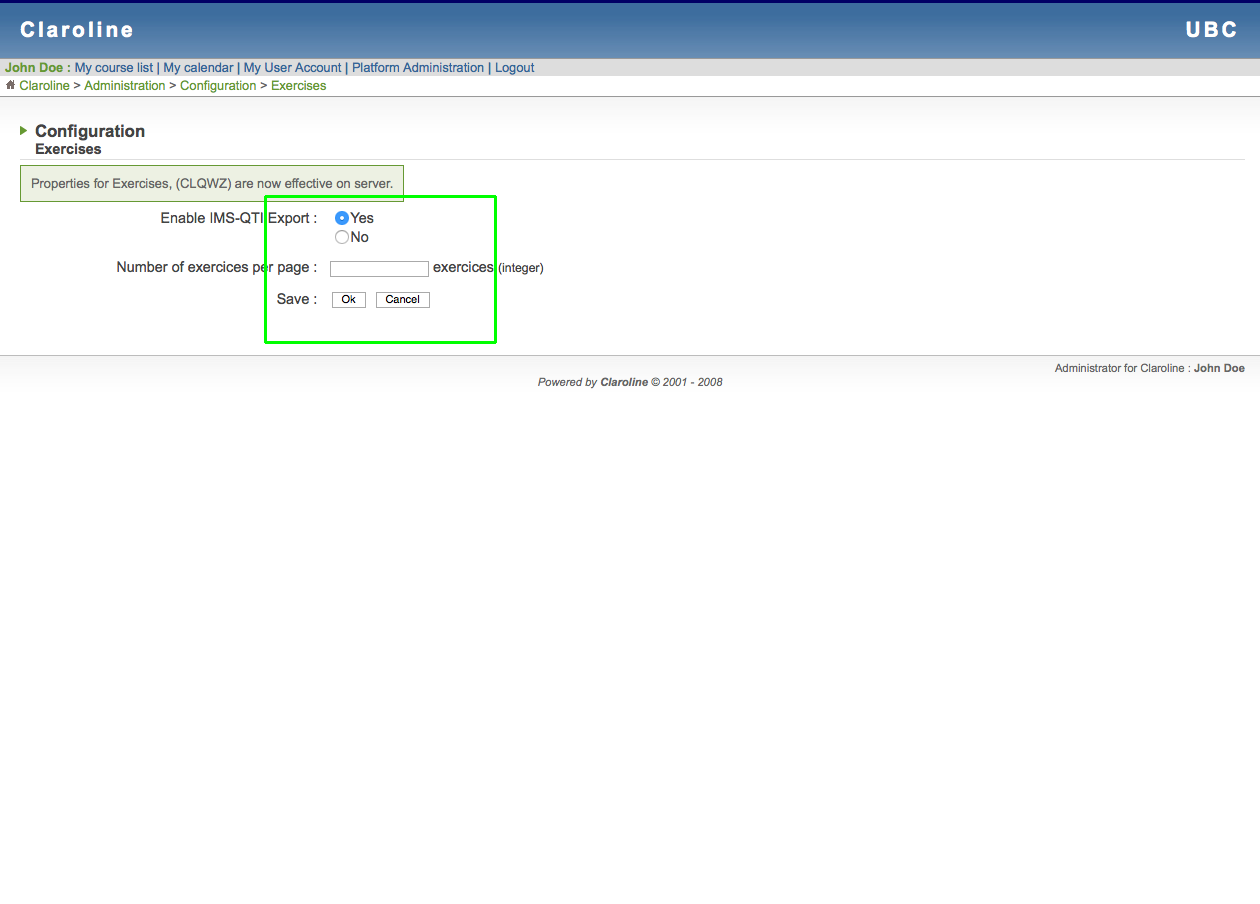 Claroline UBC
John Doe : My course list | My calendar | My User Account | Platform Administration | Logout
Claroline > Administration > Configuration > Exercises
Configuration
Exercises
Properties for Exercises, (CLQWZ) are now effective on server.
Enable IMS-QTI Export : Yes
No
Number of exercices per page : exercices (integer)
Save : Ok Cancel
Administrator for Claroline : John Doe
Powered by Claroline © 2001 - 2008